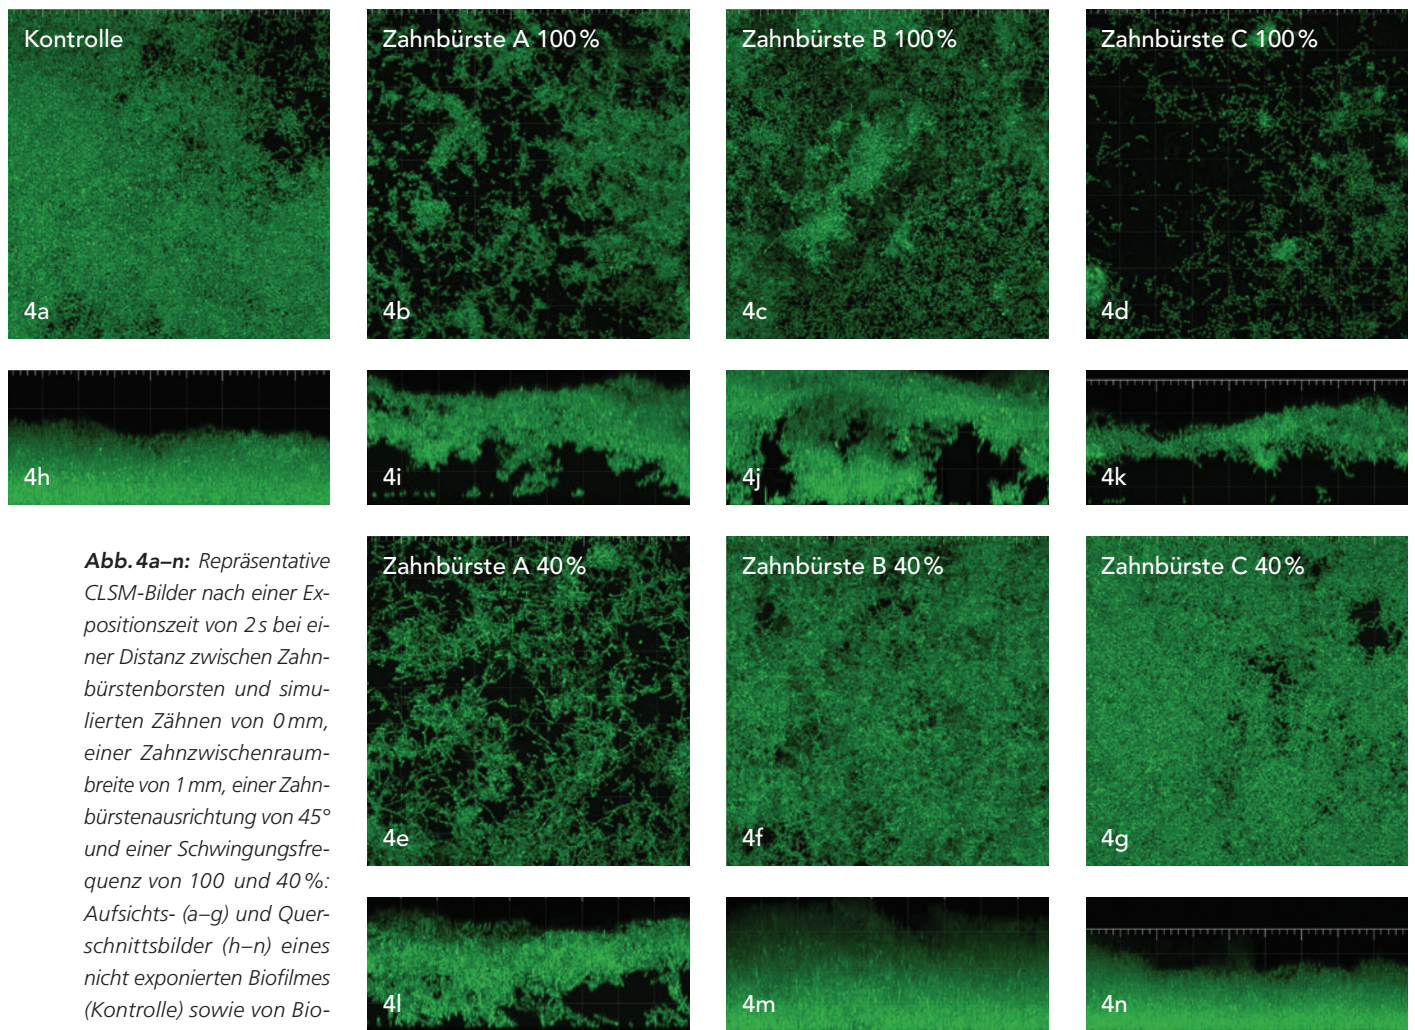 Kontrolle
Zahnbürste A 100 %
Zahnbürste B 100 %
Zahnbürste C 100 %
4a
4b
4c
4d
4h
4i
4j
4k
Abb. 4a–n: Repräsentative
CLSM-Bilder nach einer Ex-
positionszeit von 2 s bei ei-
ner Distanz zwischen Zahn-
bürstenborsten und simu-
lierten Zähnen von 0 mm,
einer Zahnzwischenraum-
breite von 1 mm, einer Zahn-
bürstenausrichtung von 45°
und einer Schwingungsfre-
quenz von 100 und 40 %:
Aufsichts- (a–g) und Quer-
schnittsbilder (h–n) eines
nicht exponierten Biofilmes
(Kontrolle) sowie von Bio-
Zahnbürste A 40 %
Zahnbürste B 40 %
Zahnbürste C 40 %
4e
4f
4g
4l
4m
4n